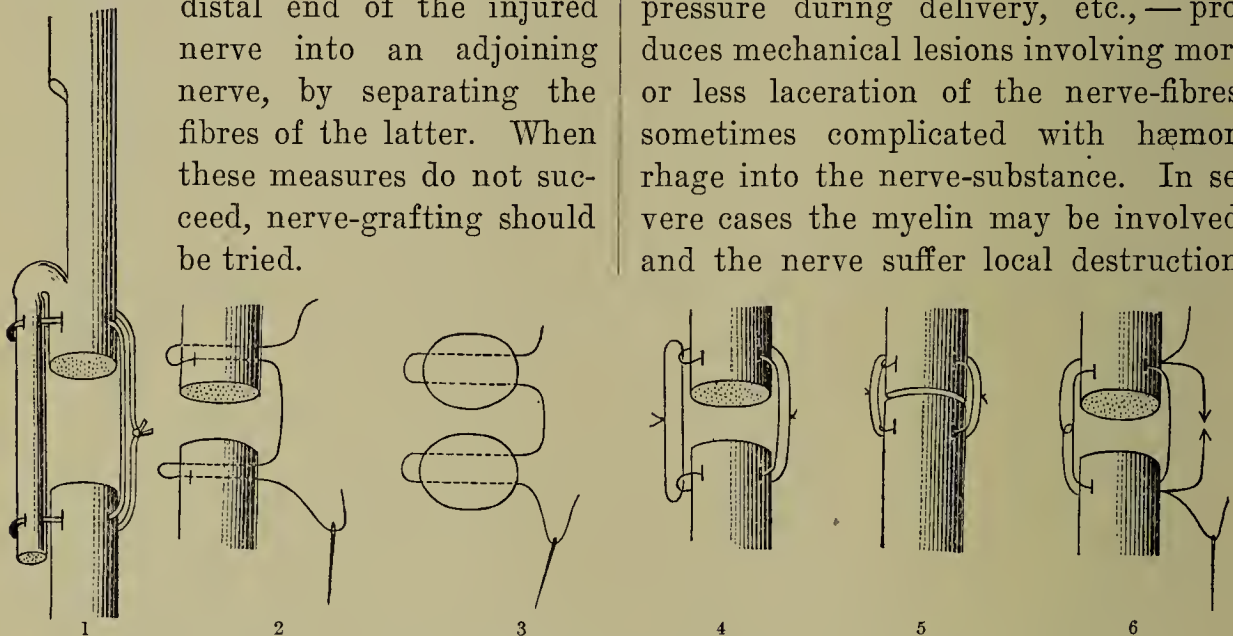 distal end of the injured
nerve into an adjoining
nerve, by separating the
fibres of the latter. When
these measures do not suc-
ceed, nerve-grafting should
be tried.
pressure during delivery, etc., — pro
duces mechanical lesions involving mor
or less laceration of the nerve-fibres
sometimes complicated with hæmor
rhage into the nerve-substance. In se
vere cases the myelin may be involved
and the nerve suffer local destruction
1 2 3 4 5 6